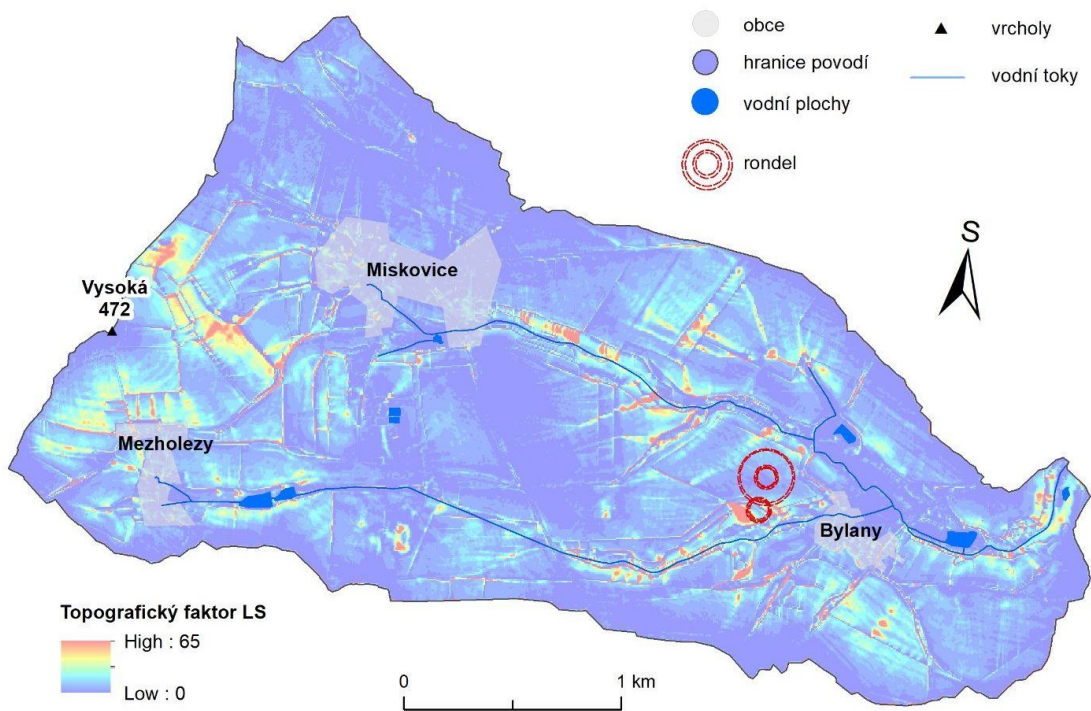 obce
hranice povodí
vodní plochy
rondel
vrcholy
vodní toky
S
Miskovice
Vysoká
472
Mezholezy
Bylany
Topografický faktor LS
High : 65
Low : 0
0
1 km